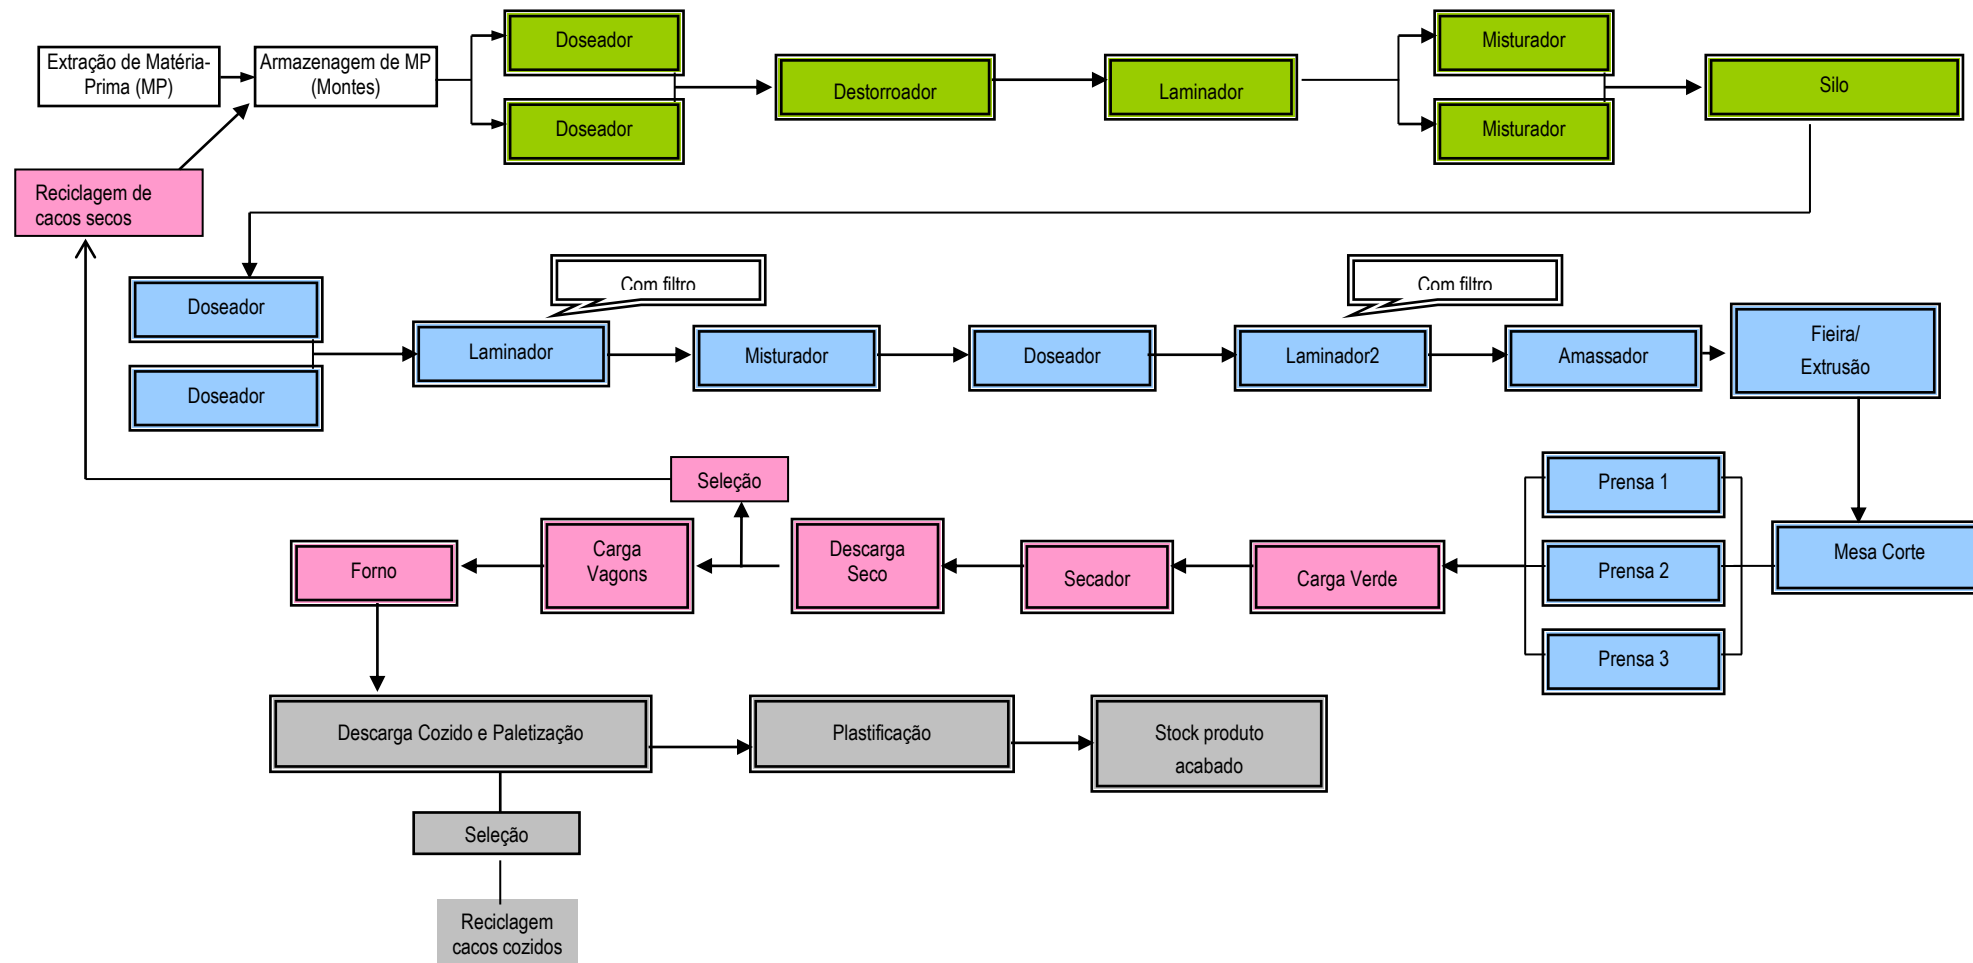 Extração de Matéria-
Prima (MP)
Armazenagem de MP
(Montes)
Doseador
Doseador
Destorroador
Laminador
Misturador
Misturador
Silo
Reciclagem de
cacos secos
Com filtro
Com filtro
Doseador
Doseador
Laminador
Misturador
Doseador
Laminador2
Amassador
Fieira/
Extrusão
Seleção
Prensa 1
Prensa 2
Prensa 3
Mesa Corte
Forno
Carga
Vagons
Descarga
Seco
Secador
Carga Verde
Descarga Cozido e Paletização
Plastificação
Stock produto
acabado
Seleção
Reciclagem
cacos cozidos